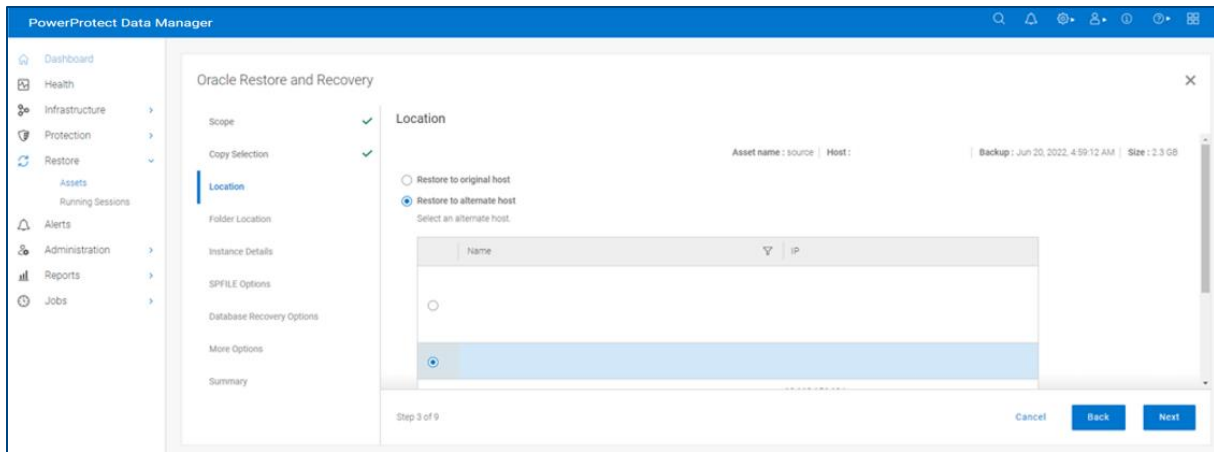 PowerProtect Data Manager
Dashboard
Health
Infrastructure
Protection
Restore
Assets
Running Sessions
Alerts
Administration
Reports
Jobs
Oracle Restore and Recovery
Scope
Copy Selection
Location
Folder Location
Instance Details
SPFILE Options
Database Recovery Options
More Options
Summary
Location
Asset name : source | Host : | Backup : Jun 20, 2022, 4:59:12 AM | Size : 2.3 GB
Restore to original host
Restore to alternate host
Select an alternate host.
Name IP
Step 3 of 9
Cancel Back Next